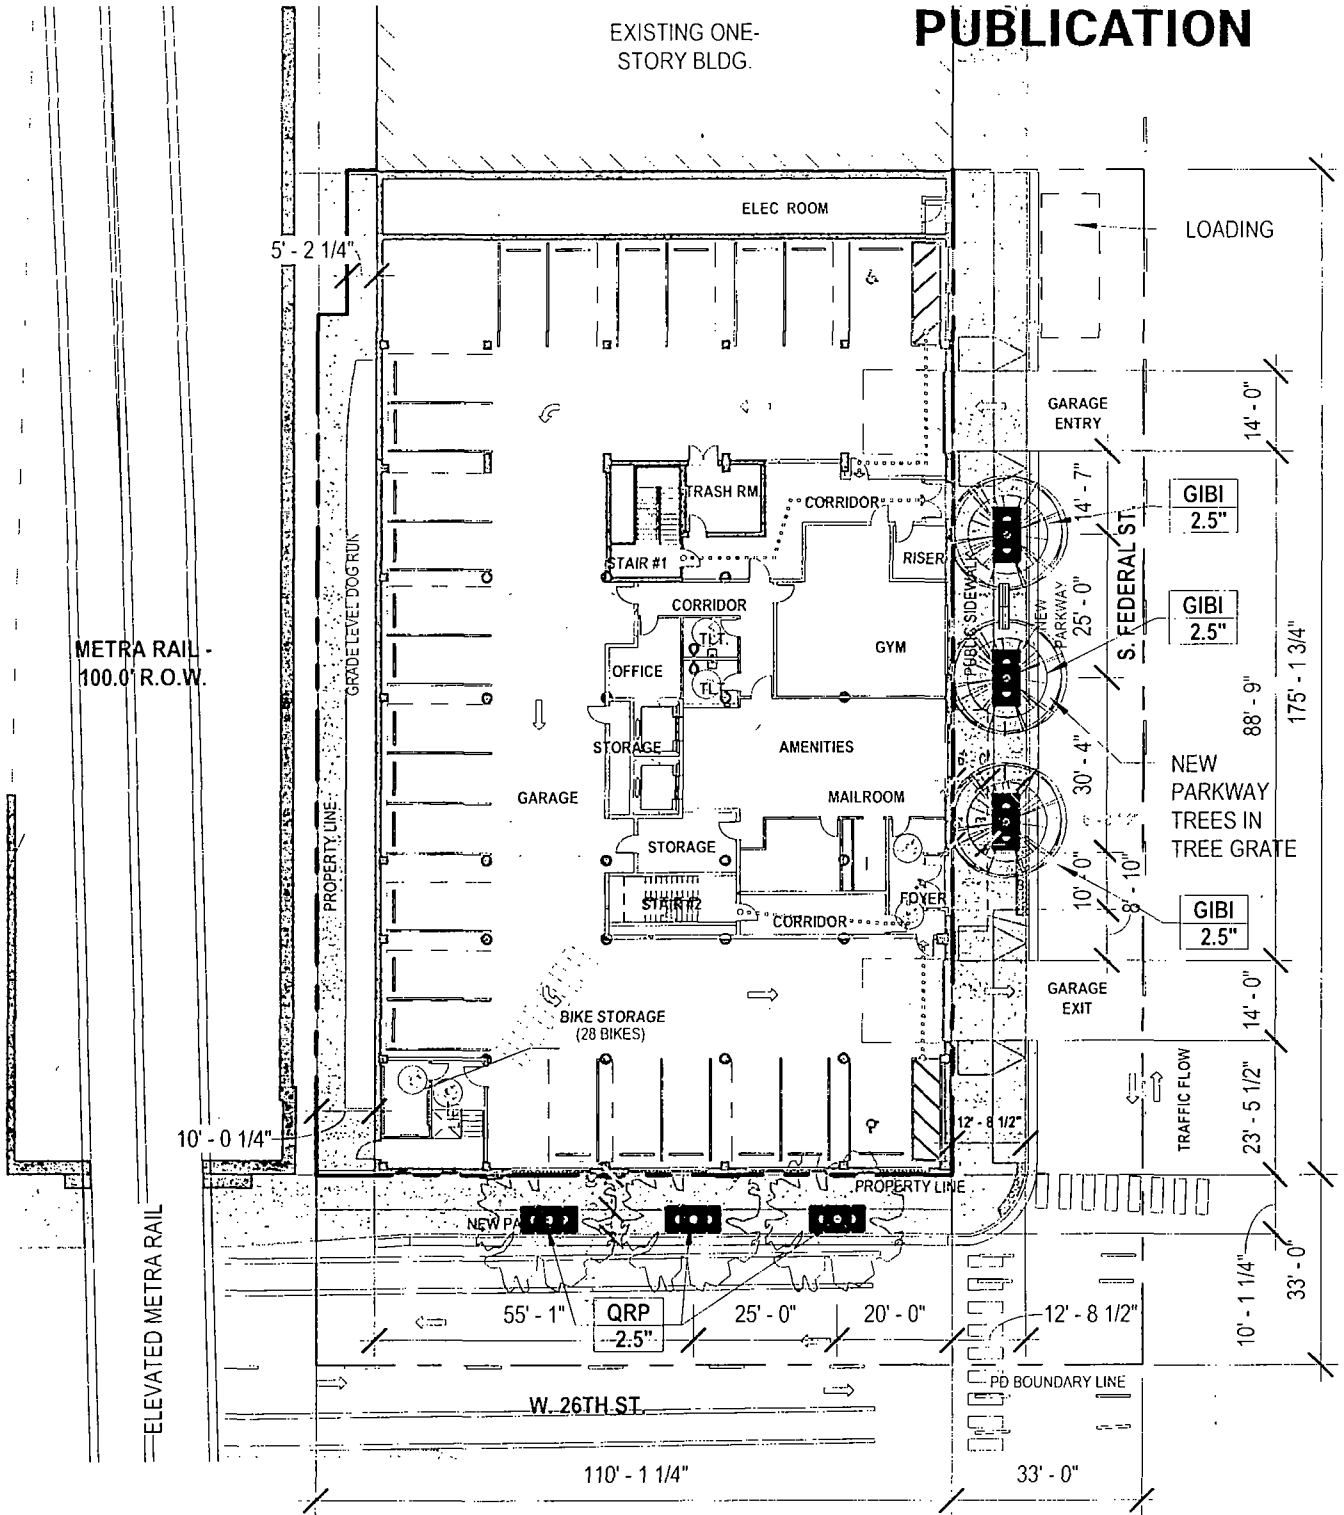 PUBLICATION
EXISTING ONE-
STORY BLDG.
ELEC ROOM
LOADING
5' - 2 1/4"
GARAGE
ENTRY
14' - 0"
TRASH RM.
CORRIDOR
14' - 7"
GIBI
2.5"
STAIR #1
RISER
PUBLIC SIDEWALK
NEW
PARKWAY
S. FEDERAL ST.
GRADE LEVEL DOG RUN
CORRIDOR
25' - 0"
GIBI
2.5"
METRA RAIL -
100.0' R.O.W.
OFFICE
TLT.
TLT
GYM
88' - 9"
175' - 1 3/4"
STORAGE
AMENITIES
30' - 4"
NEW
PARKWAY
TREES IN
TREE GRATE
GARAGE
MAILROOM
PROPERTY LINE
STORAGE
10' - 0"
8' - 10"
STAIR #2
FOYER
CORRIDOR
GIBI
2.5"
GARAGE
EXIT
14' - 0"
BIKE STORAGE
(28 BIKES)
TRAFFIC FLOW
23' - 5 1/2"
10' - 0 1/4"
12' - 8 1/2"
PROPERTY LINE
ELEVATED METRA RAIL
55' - 1"
QRP
2.5"
25' - 0"
20' - 0"
12' - 8 1/2"
10' - 1 1/4"
33' - 0"
PD BOUNDARY LINE
W. 26TH ST.
110' - 1 1/4"
33' - 0"